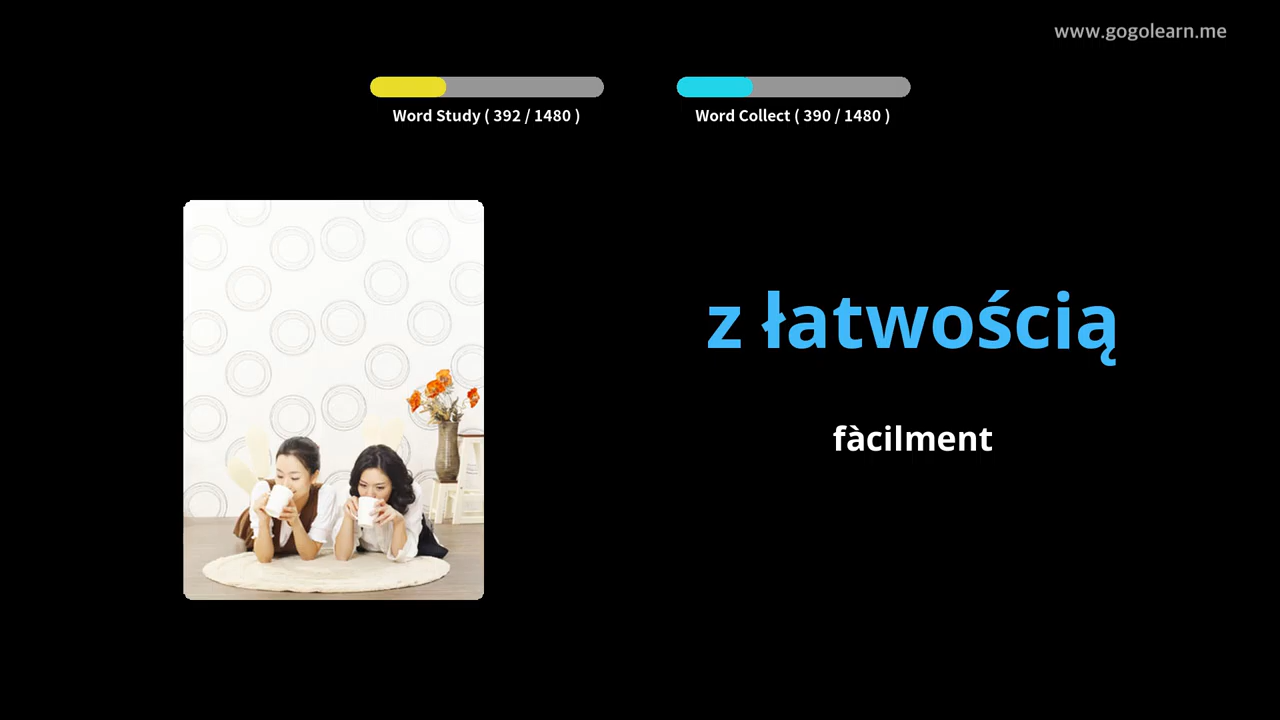 www.gogolearn.me
Word Study ( 392 / 1480 )
Word Collect ( 390 / 1480 )
z łatwością
fàcilment